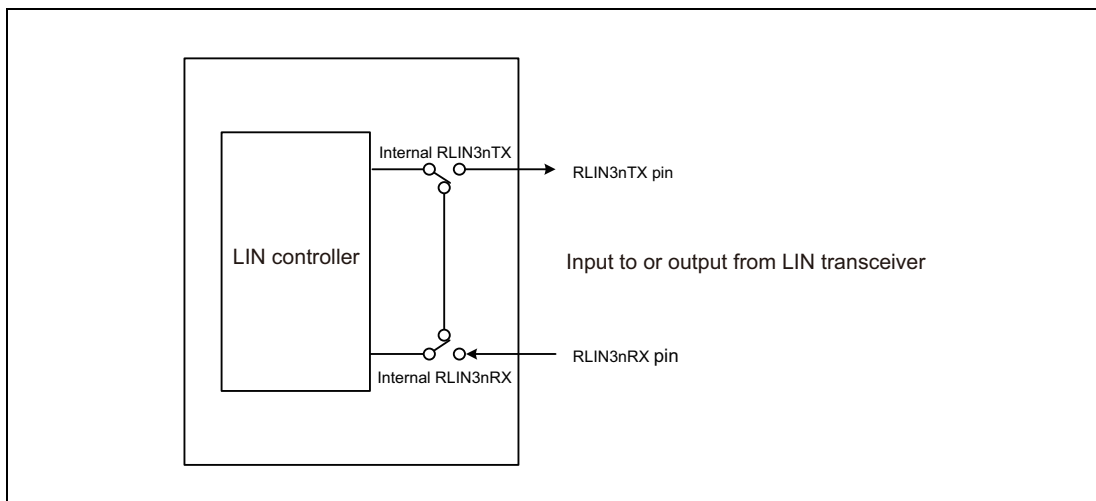 Internal RLIN3nTX
RLIN3nTX pin
LIN controller
Input to or output from LIN transceiver
RLIN3nRX pin
Internal RLIN3nRX